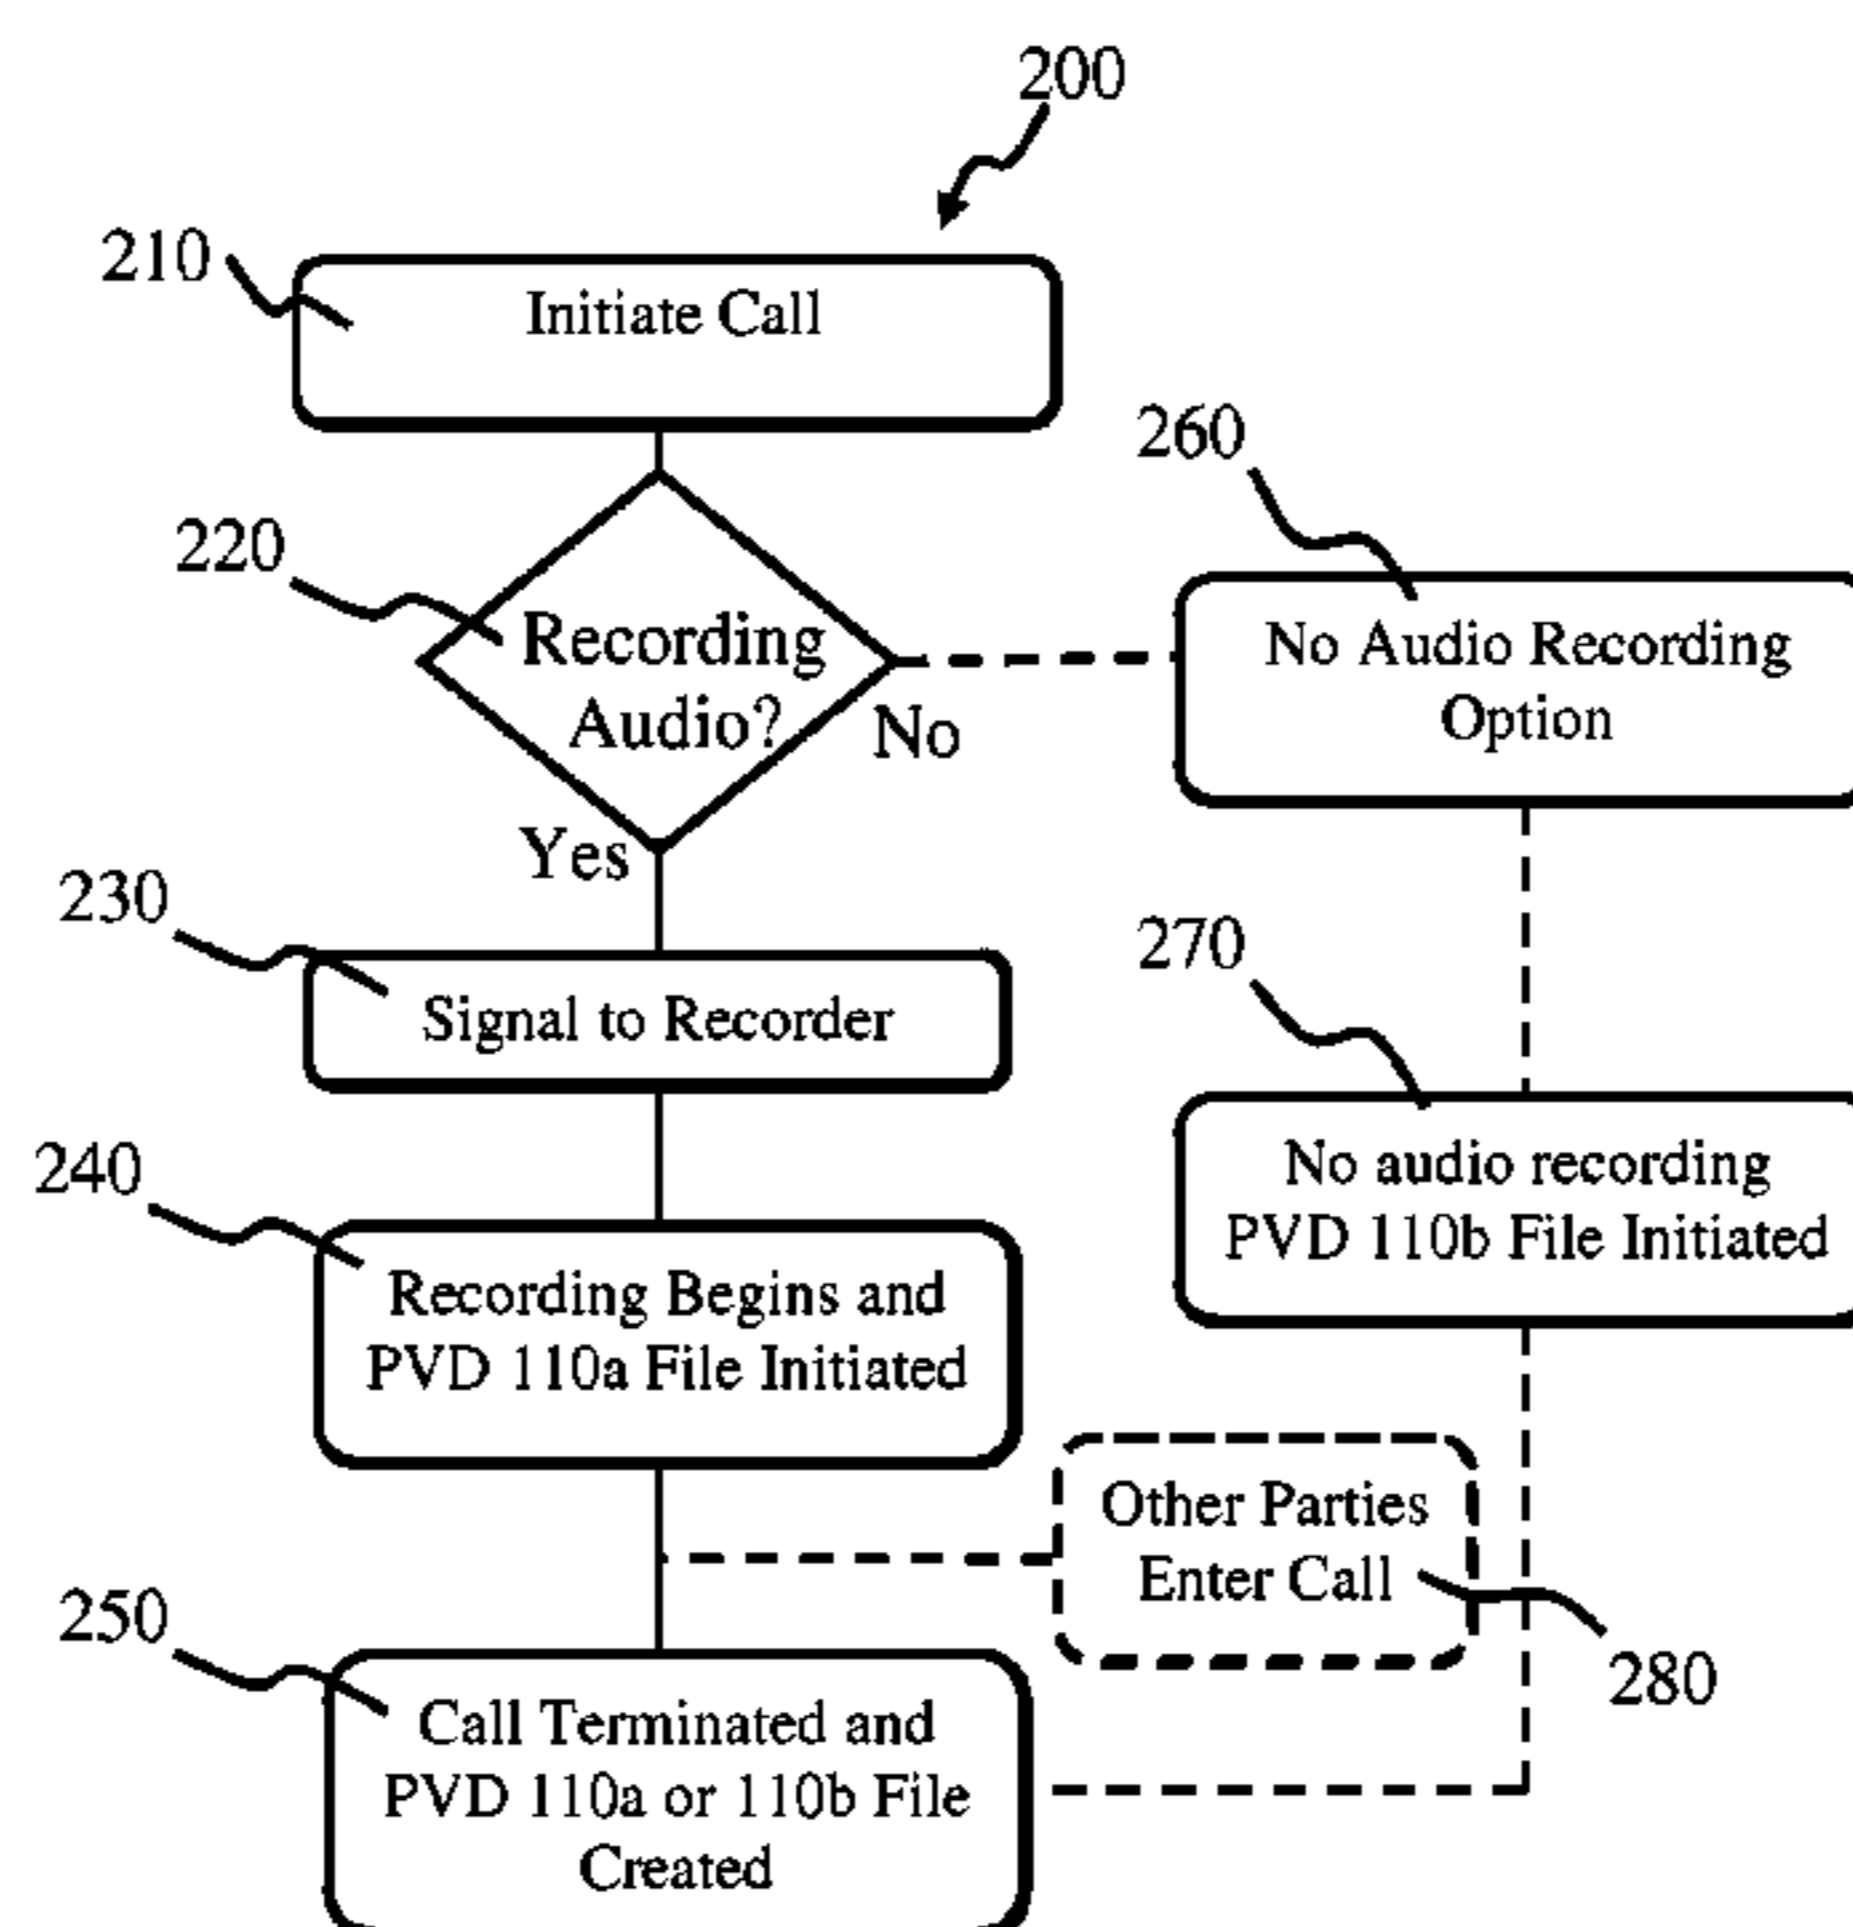 200
210
Initiate Call
260
220
Recording
Audio?
No
No Audio Recording
Option
Yes
230
Signal to Recorder
270
No audio recording
PVD 110b File Initiated
240
Recording Begins and
PVD 110a File Initiated
Other Parties
Enter Call
280
250
Call Terminated and
PVD 110a or 110b File
Created